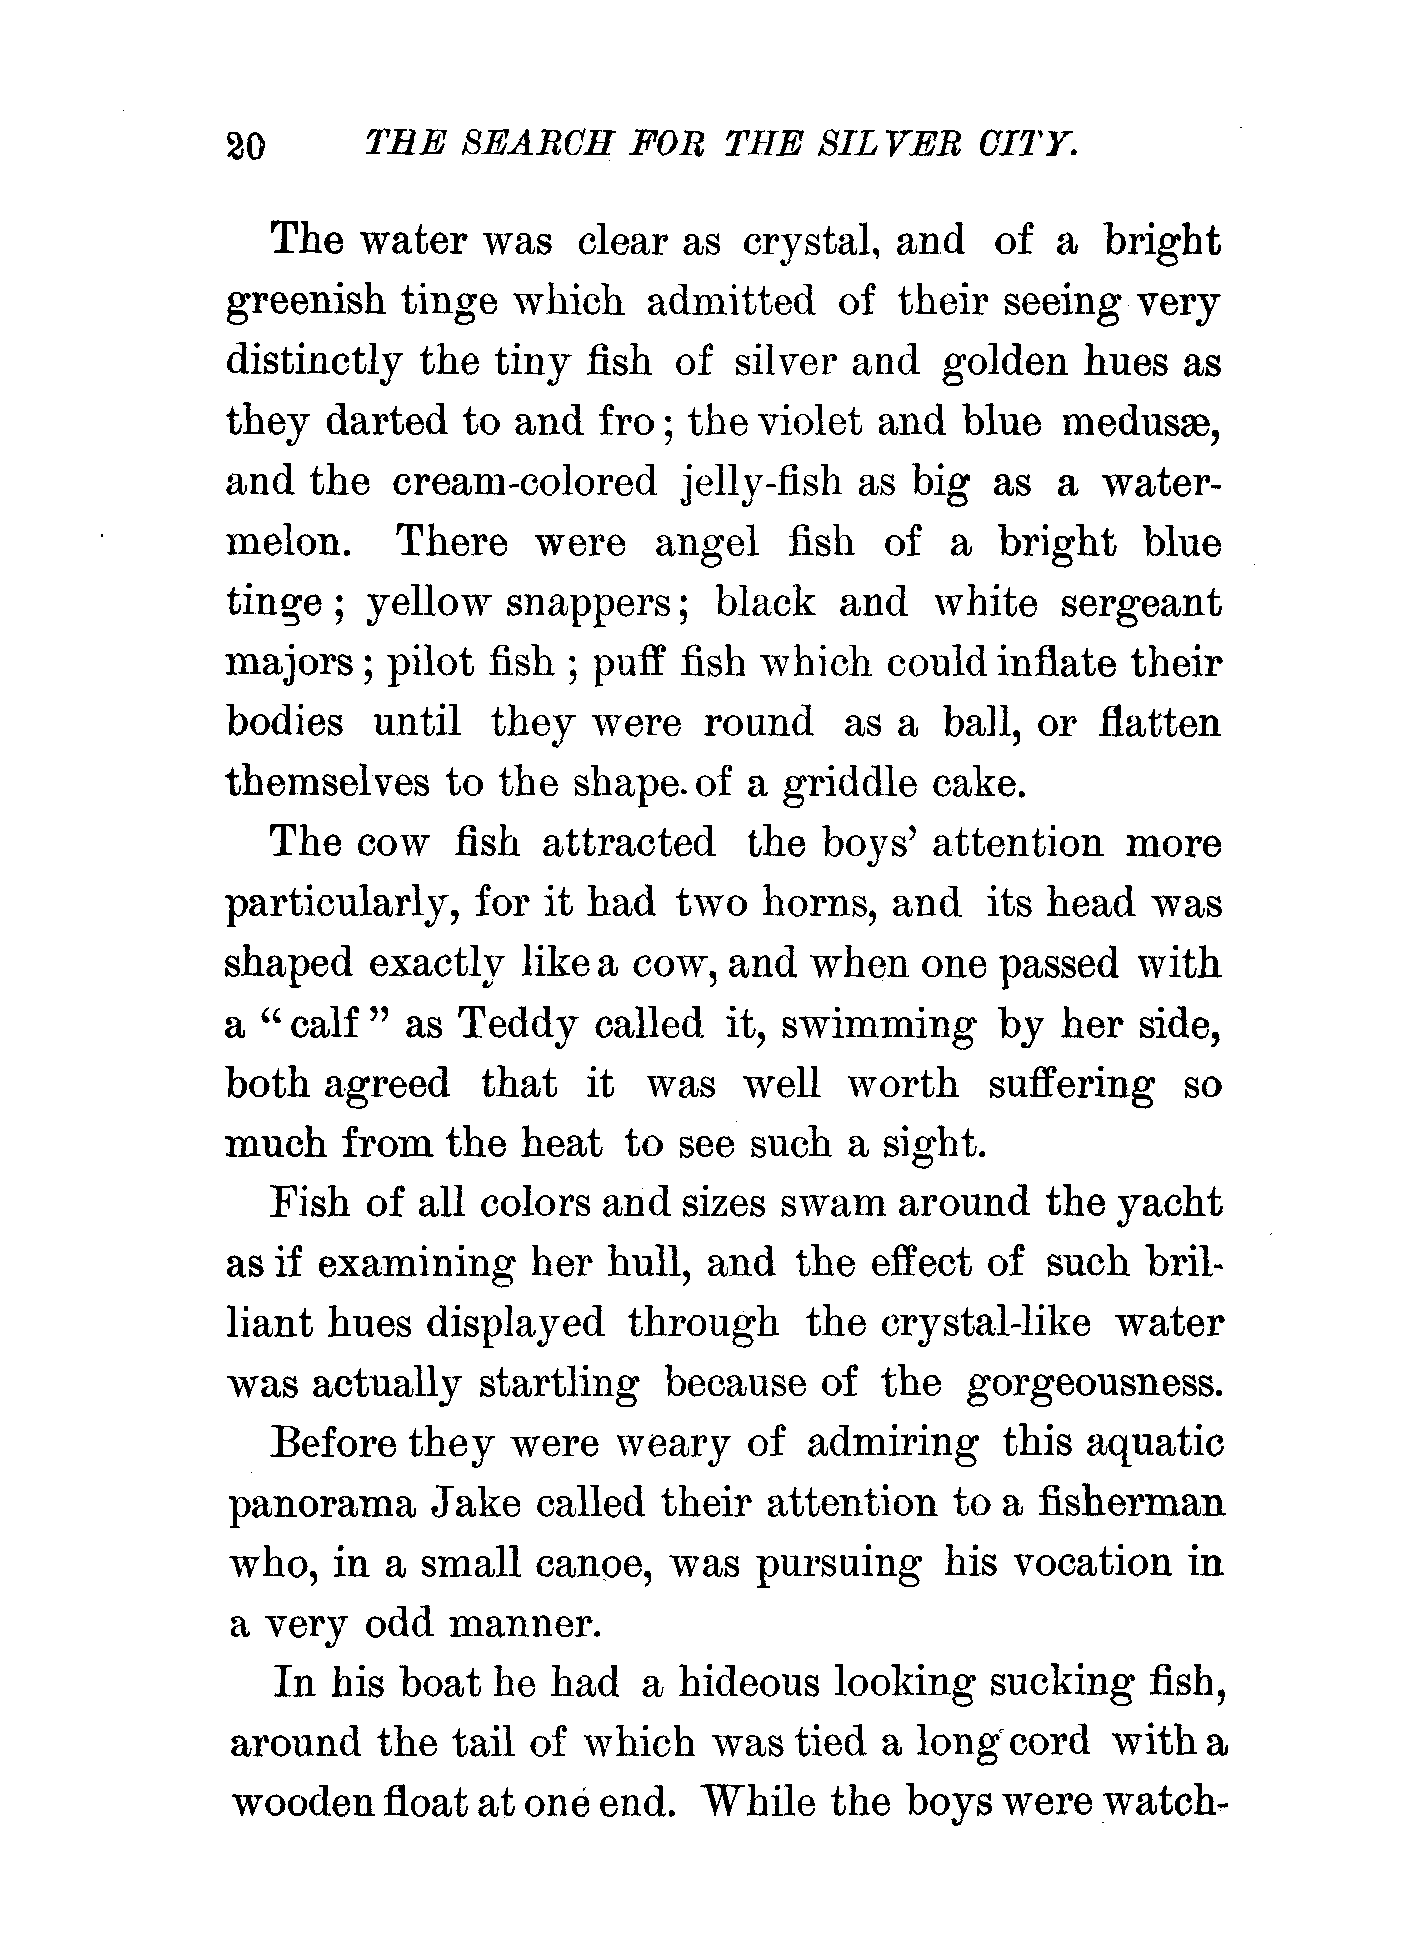 20 THE SEARCH FOR THE SILVER CITY.
The water was clear as crystal, and of a bright
greenish tinge which admitted of their seeing very
distinctly the tiny fish of silver and golden hues as
they darted to and fro; the violet and blue medusæ,
and the cream-colored jelly-fish as big as a water-
melon. There were angel fish of a bright blue
tinge; yellow snappers; black and white sergeant
majors; pilot fish; puff fish which could inflate their
bodies until they were round as a ball, or flatten
themselves to the shape of a griddle cake.
The cow fish attracted the boys' attention more
particularly, for it had two horns, and its head was
shaped exactly like a cow, and when one passed with
a "calf" as Teddy called it, swimming by her side,
both agreed that it was well worth suffering so
much from the heat to see such a sight.
Fish of all colors and sizes swam around the yacht
as if examining her hull, and the effect of such bril-
liant hues displayed through the crystal-like water
was actually startling because of the gorgeousness.
Before they were weary of admiring this aquatic
panorama Jake called their attention to a fisherman
who, in a small canoe, was pursuing his vocation in
a very odd manner.
In his boat he had a hideous looking sucking fish,
around the tail of which was tied a long cord with a
wooden float at one end. While the boys were watch-